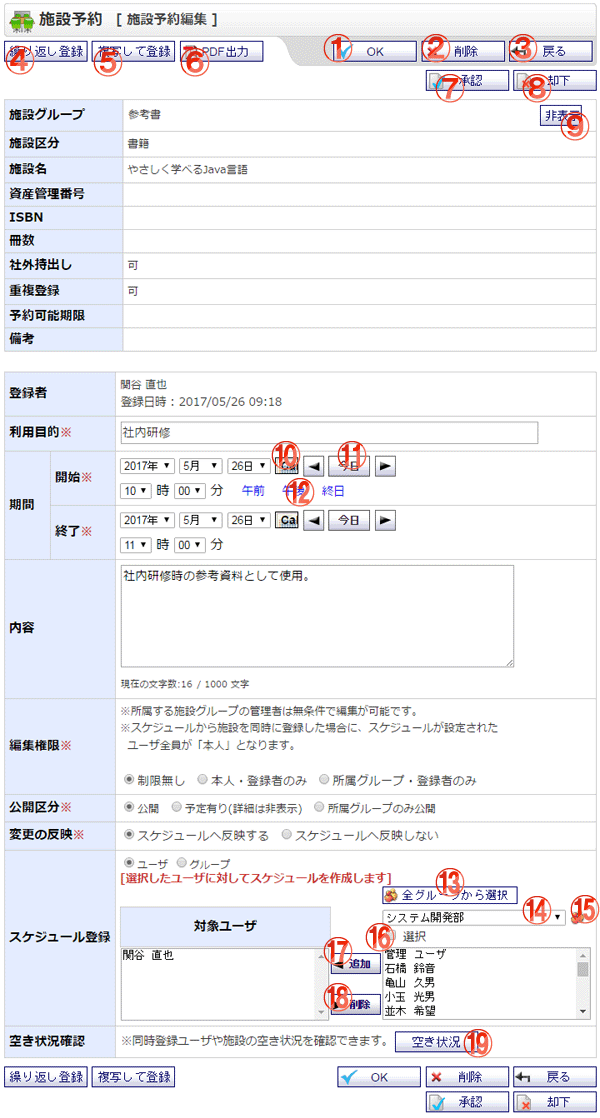 施設予約 [ 施設予約編集 ]
④ 繰り返し登録 ⑤ 複写して登録 ⑥ PDF出力 ① OK ② 削除 ③ 戻る
⑦ 承認 ⑧ 却下
施設グループ 参考書 非表示 ⑨
施設区分 書籍
施設名 やさしく学べるJava言語
資産管理番号
ISBN
冊数
社外持出し 可
重複登録 可
予約可能期限
備考
登録者 関谷 直也
登録日時：2017/05/26 09:18
利用目的※ 社内研修
期間 開始※ 2017年 5月 26日 ⑩ Cal ⑪ 今日
10 時 00 分 午前 午後 ⑫ 終日
終了※ 2017年 5月 26日 Cal 今日
11 時 00 分
内容 社内研修時の参考資料として使用。
現在の文字数:16 / 1000 文字
編集権限※ ※所属する施設グループの管理者は無条件で編集が可能です。
※スケジュールから施設を同時に登録した場合に、スケジュールが設定された
ユーザ全員が「本人」となります。
制限無し 本人・登録者のみ 所属グループ・登録者のみ
公開区分※ 公開 予定有り(詳細は非表示) 所属グループのみ公開
変更の反映※ スケジュールへ反映する スケジュールへ反映しない
スケジュール登録 ユーザ グループ
[選択したユーザに対してスケジュールを作成します]
⑬ 全グループから選択
対象ユーザ システム開発部 ⑭ ⑮
⑯ 選択
関谷 直也 ⑰ 追加 管理 ユーザ
石橋 鈴音
亀山 久男
⑱ 削除 小玉 光男
並木 希望
空き状況確認 ※同時登録ユーザや施設の空き状況を確認できます。 空き状況 ⑲
繰り返し登録 複写して登録 OK 削除 戻る
承認 却下